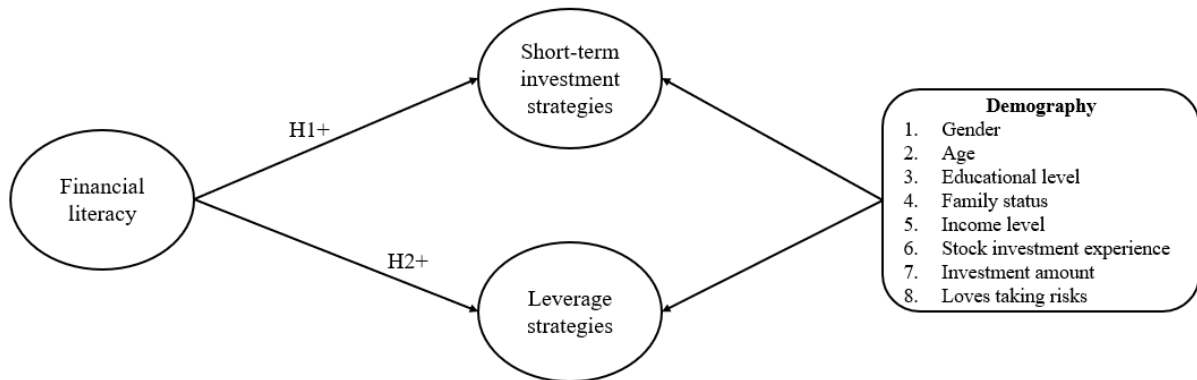 Short-term
investment
strategies
H1+
Financial
literacy
H2+
Leverage
strategies
Demography
1. Gender
2. Age
3. Educational level
4. Family status
5. Income level
6. Stock investment experience
7. Investment amount
8. Loves taking risks